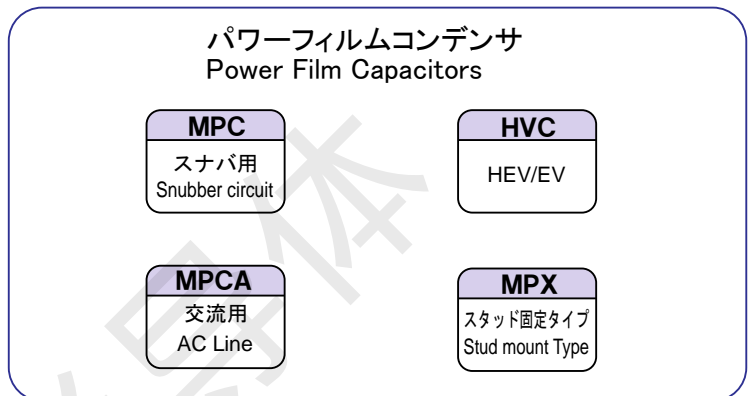 パワーフィルムコンデンサ
Power Film Capacitors
MPC
スナバ用
Snubber circuit
HVC
HEV/EV
MPCA
交流用
AC Line
MPX
スタッド固定タイプ
Stud mount Type